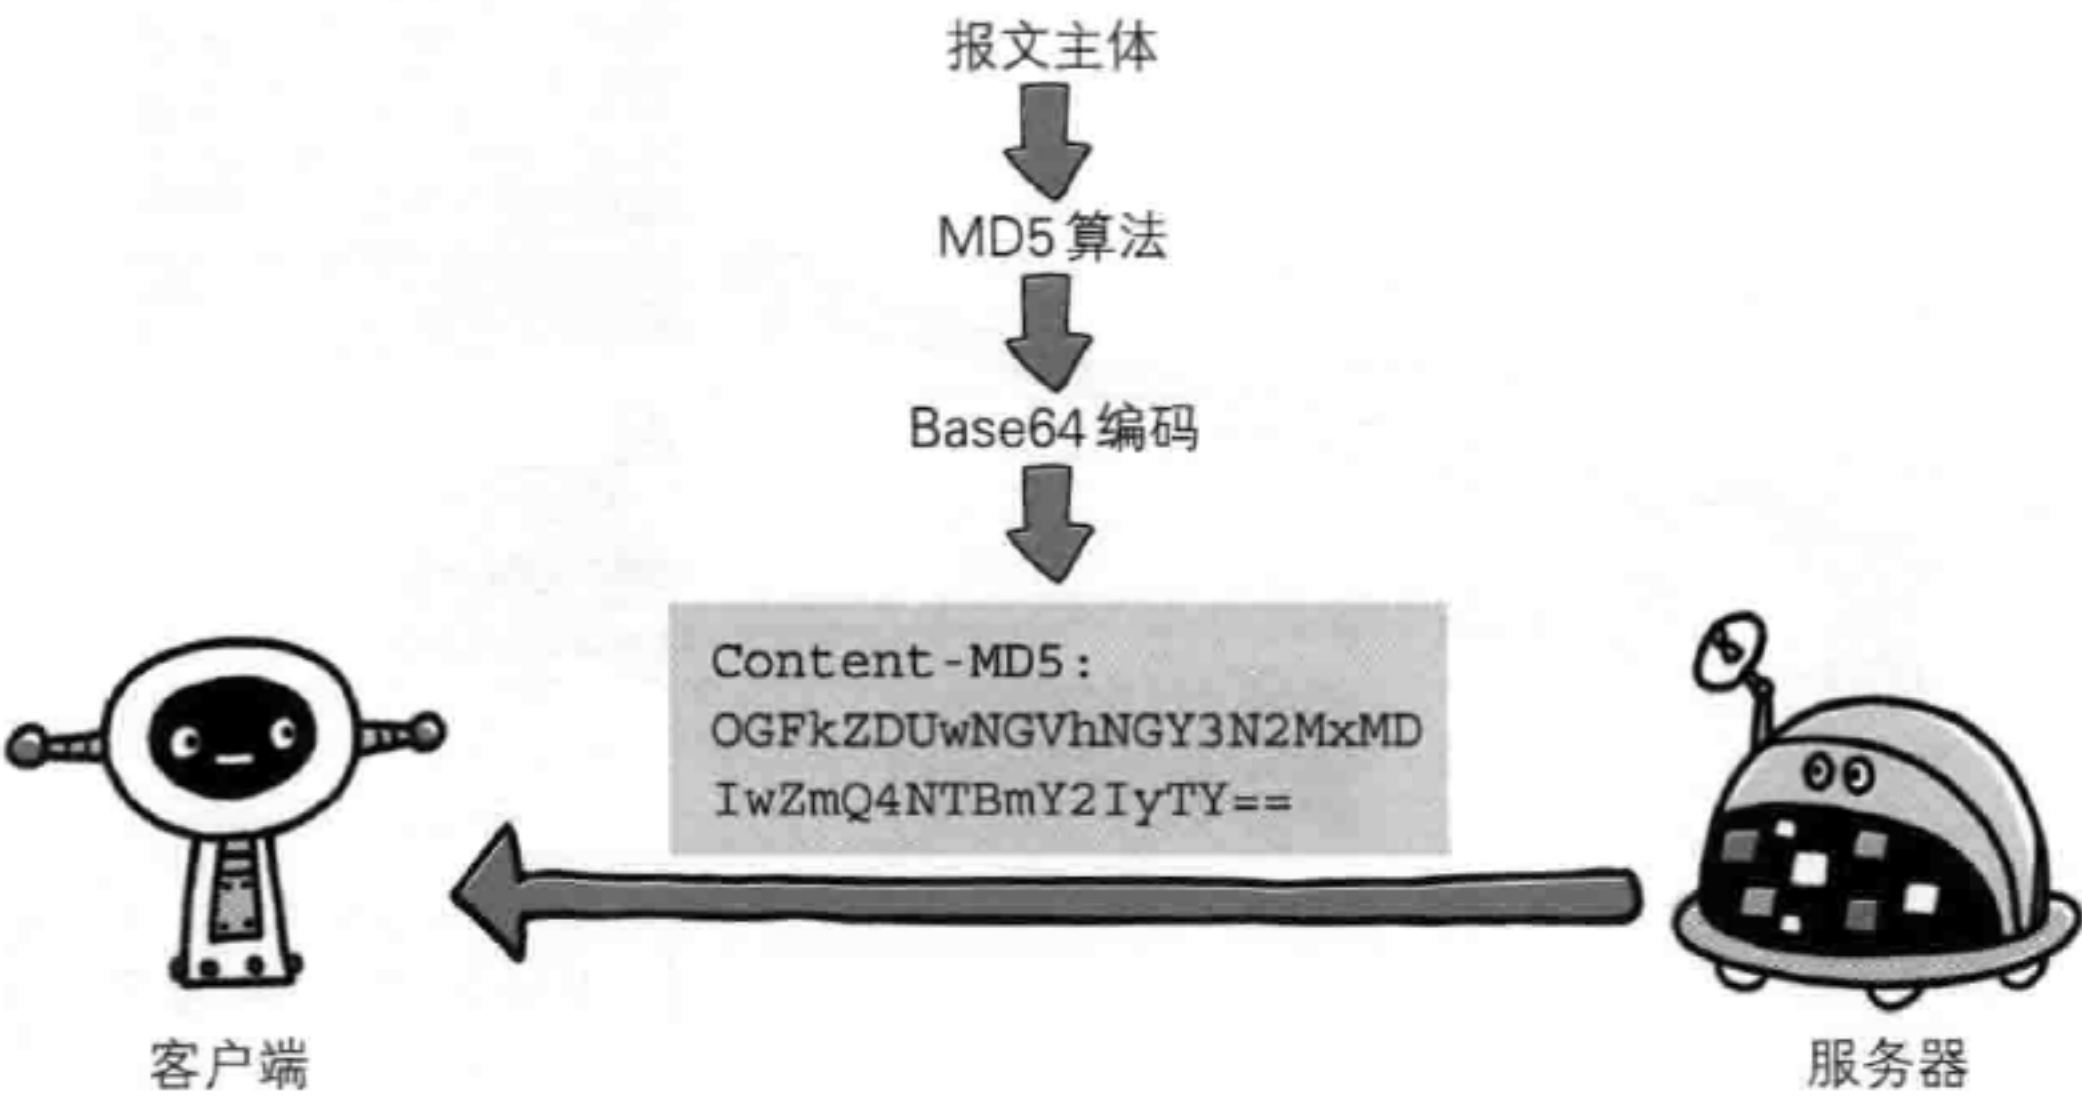 报文主体
MD5算法
Base64编码
Content-MD5:
OGFkZDUwNGVhNGY3N2MxMD
IwZmQ4NTBmY2IyTY==
客户端
服务器